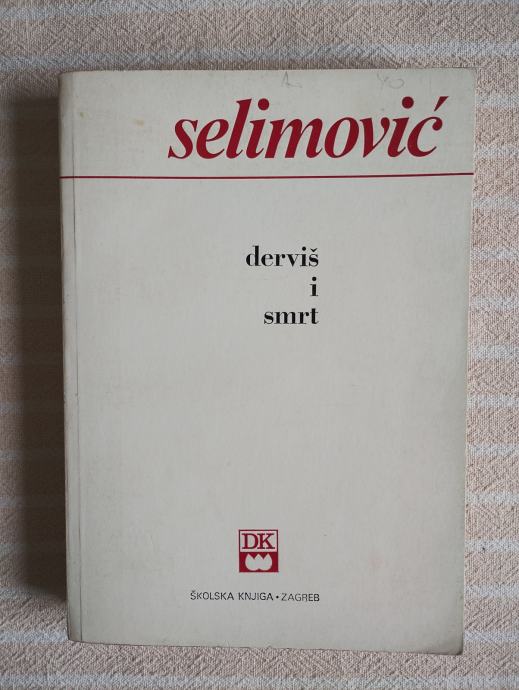 selimović
derviš
i
smrt
DK
ŠKOLSKA KNJIGA • ZAGREB